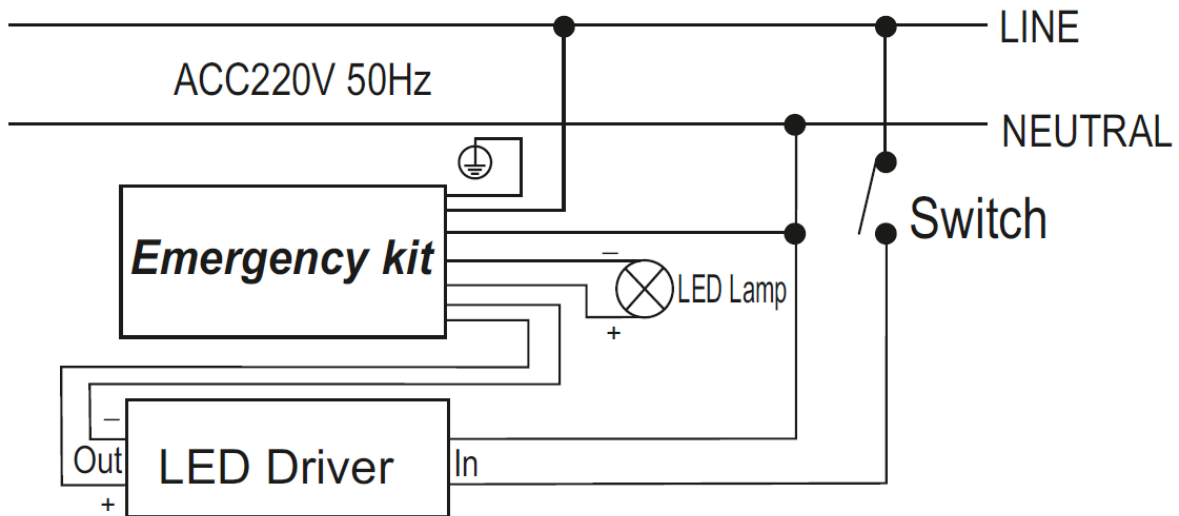 LINE
ACC220V 50Hz
NEUTRAL
Switch
Emergency kit
–
LED Lamp
+
–
Out
LED Driver
In
+